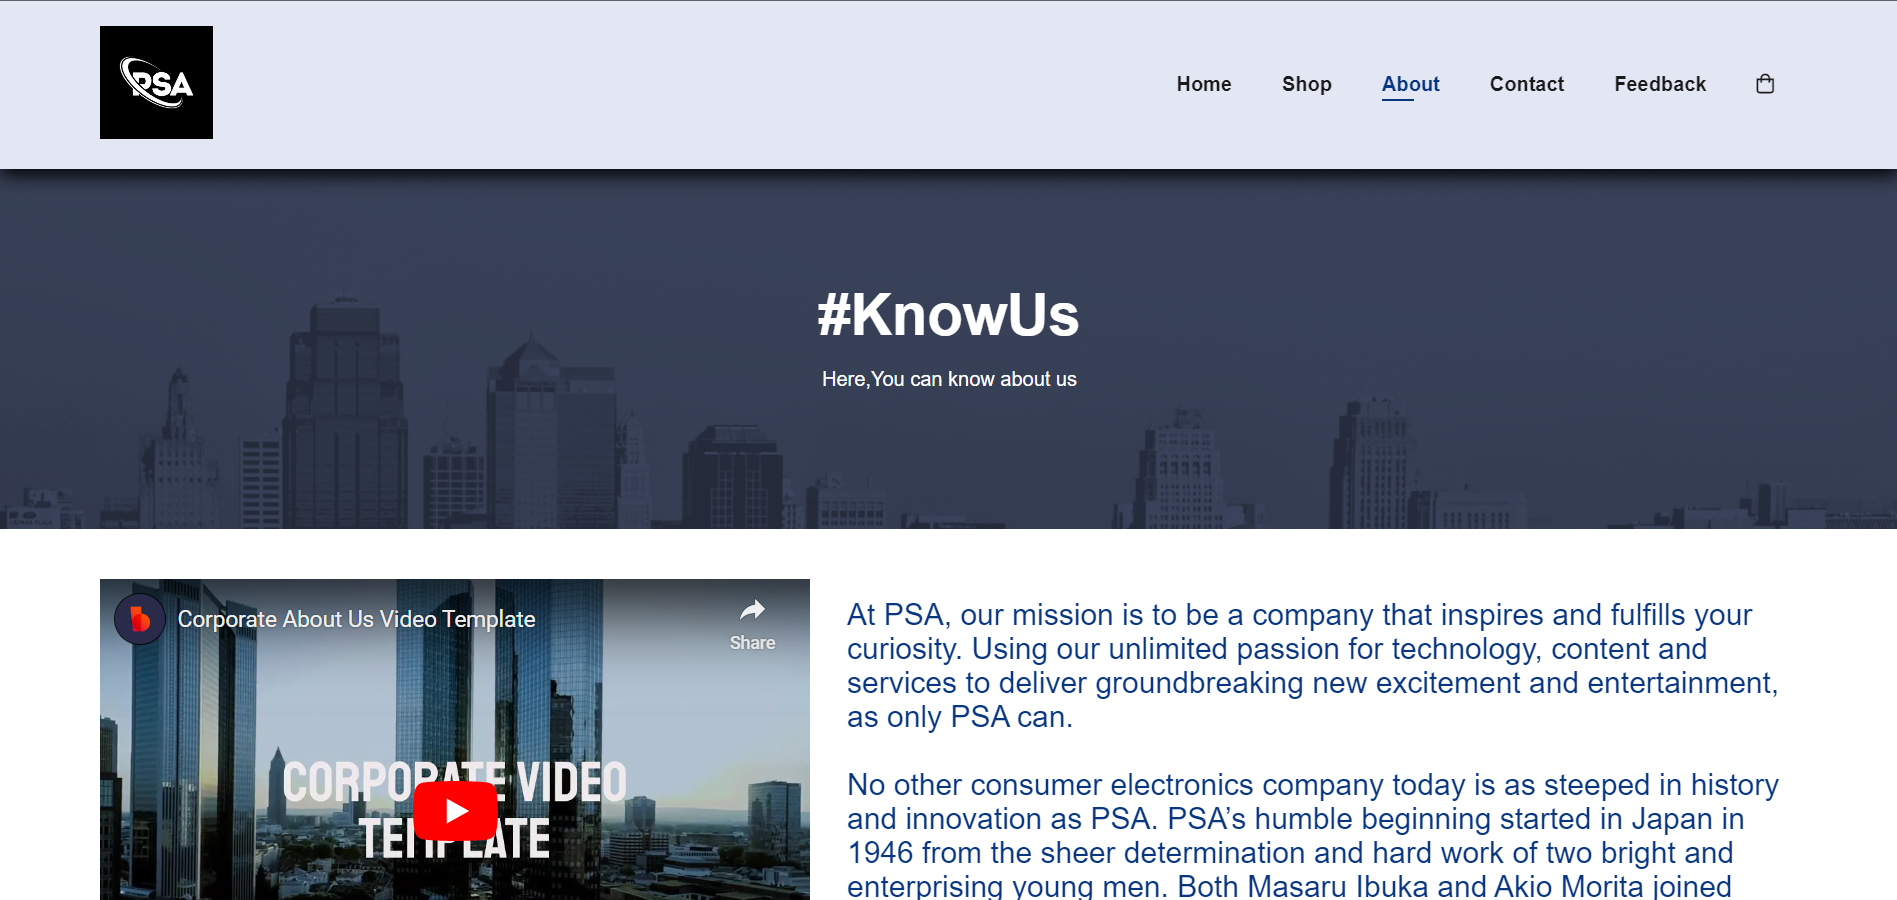 PSA
Home Shop About Contact Feedback
#KnowUs
Here,You can know about us
Corporate About Us Video Template
Share
CORPORATE VIDEO
TEMPLATE
At PSA, our mission is to be a company that inspires and fulfills your
curiosity. Using our unlimited passion for technology, content and
services to deliver groundbreaking new excitement and entertainment,
as only PSA can.
No other consumer electronics company today is as steeped in history
and innovation as PSA. PSA’s humble beginning started in Japan in
1946 from the sheer determination and hard work of two bright and
enterprising young men. Both Masaru Ibuka and Akio Morita joined